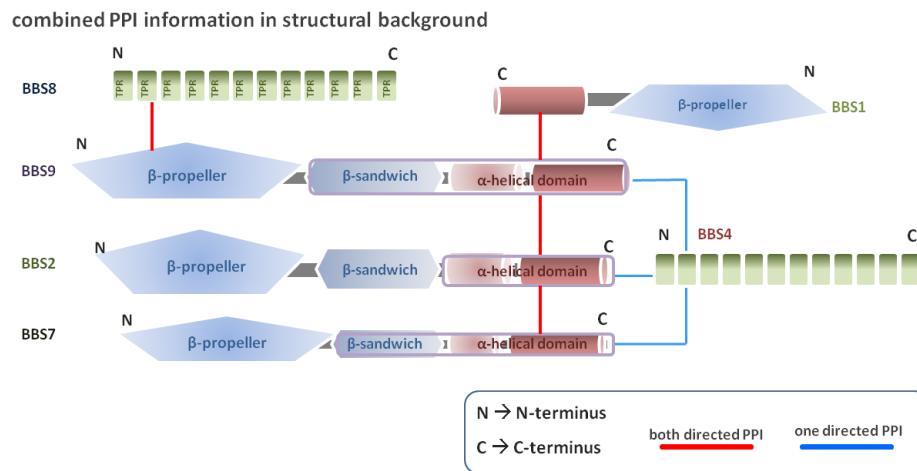 combined PPI information in structural background
N C
BBS8 TPR TPR TPR TPR TPR TPR TPR TPR TPR TPR TPR TPR
C N
β-propeller BBS1
N C
BBS9 β-propeller β-sandwich α-helical domain
N C N BBS4 C
BBS2 β-propeller β-sandwich α-helical domain
N C
BBS7 β-propeller β-sandwich α-helical domain
N → N-terminus
C → C-terminus
both directed PPI one directed PPI